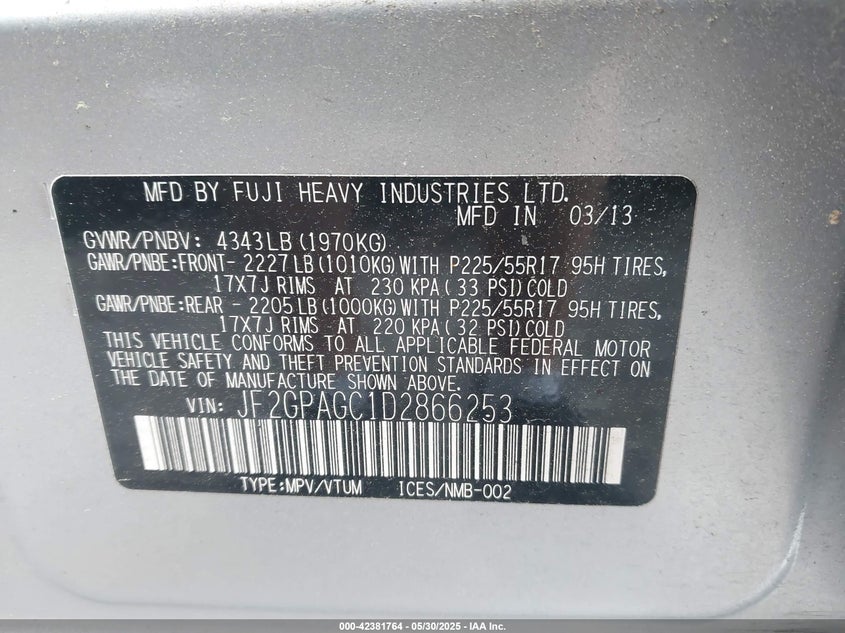 MFD BY FUJI HEAVY INDUSTRIES LTD.
MFD IN 03/13
GVWR/PNBV: 4343LB (1970KG)
GAWR/PNBE:FRONT- 2227LB (1010KG) WITH P225/55R17 95H TIRES,
17X7J RIMS AT 230 KPA( 33 PSI) COLD
GAWR/PNBE:REAR - 2205LB (1000KG) WITH P225/55R17 95H TIRES,
17X7J RIMS AT 220 KPA( 32 PSI) COLD
THIS VEHICLE CONFORMS TO ALL APPLICABLE FEDERAL MOTOR
VEHICLE SAFETY AND THEFT PREVENTION STANDARDS IN EFFECT ON
THE DATE OF MANUFACTURE SHOWN ABOVE.
VIN: JF2GPAGC1D2866253
TYPE:MPV/VTUM ICES/NMB-002
000-42381764 — 05/30/2025 - IAA Inc.